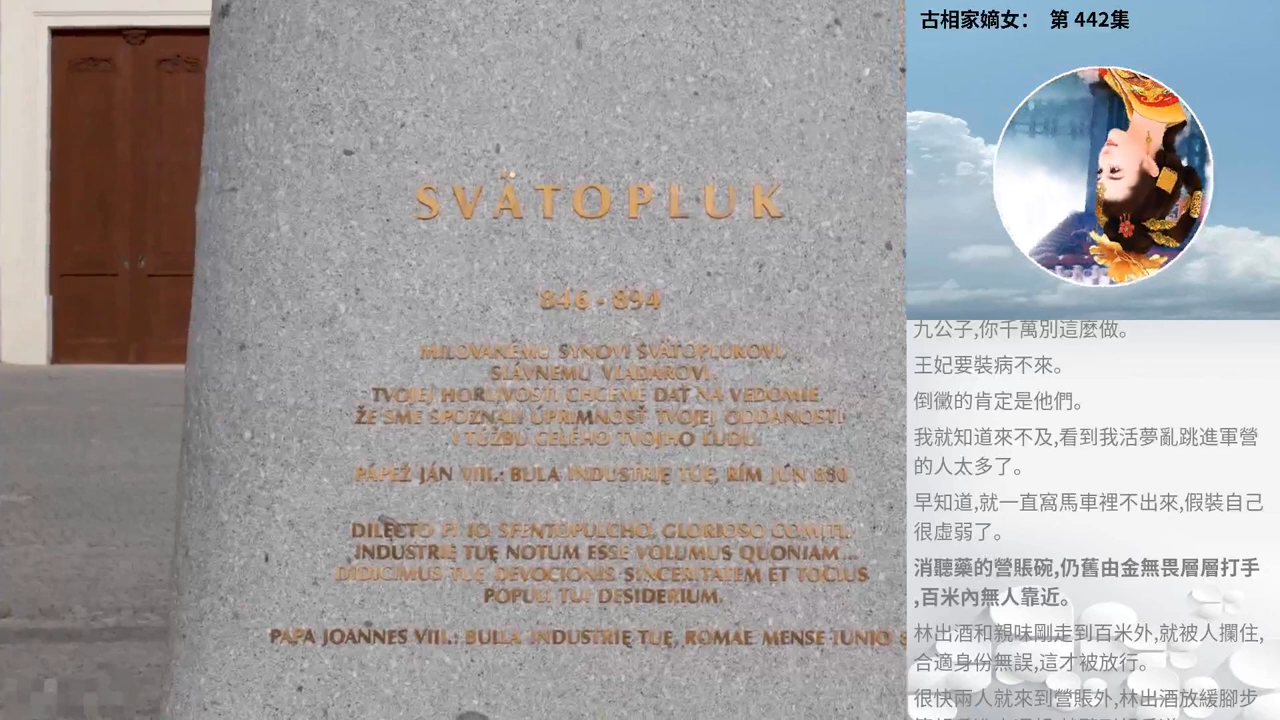 SVÄTOPLUK
846 - 894
MILOVANÉMU SYNOVI SVÄTOPLUKOVI,
SLÁVNEMU VLADÁROVI.
TVOJEJ HORLIVOSTI CHCEME DAŤ NA VEDOMIE,
ŽE SME SPOZNALI ÚPRIMNOSŤ TVOJEJ ODDANOSTI
I TÚŽBU CELÉHO TVOJHO ĽUDU.
PÁPEŽ JÁN VIII.: BULA INDUSTRIĘ TUĘ, RÍM JÚN 880
DILĘCTO FILIO SFENTOPULCHO, GLORIOSO COMITI.
INDUSTRIĘ TUĘ NOTUM ESSE VOLUMUS QUONIAM...
DIDICIMUS TUĘ DEVOCIONIS SINCERITATEM ET TOCIUS
POPULI TUI DESIDERIUM.
PAPA JOANNES VIII.: BULLA INDUSTRIĘ TUĘ, ROMAE MENSE IUNIO
古相家嫡女： 第 442集
九公子,你千萬別這麼做。
王妃要裝病不來。
倒黴的肯定是他們。
我就知道來不及,看到我活夢亂跳進軍營
的人太多了。
早知道,就一直窩馬車裡不出來,假裝自己
很虛弱了。
消聽藥的營賬碗,仍舊由金無畏層層打手
,百米內無人靠近。
林出酒和親味剛走到百米外,就被人攔住,
合適身份無誤,這才被放行。
很快兩人就來到營賬外,林出酒放緩腳步